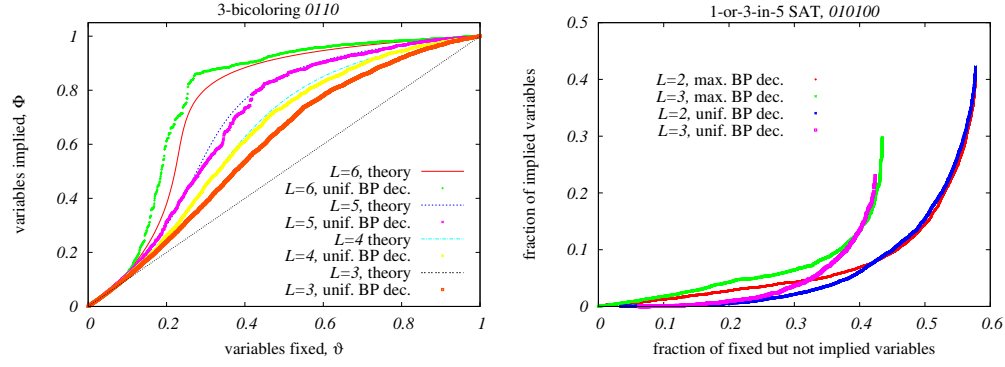 3-bicoloring 0110
variables implied, Φ
1
0.8
0.6
0.4
0.2
0
L=6, theory
L=6, unif. BP dec.
L=5, theory
L=5, unif. BP dec.
L=4 theory
L=4, unif. BP dec.
L=3, theory
L=3, unif. BP dec.
0 0.2 0.4 0.6 0.8 1
variables fixed, ϑ
1-or-3-in-5 SAT, 010100
fraction of implied variables
0.5
0.4
0.3
0.2
0.1
0
L=2, max. BP dec.
L=3, max. BP dec.
L=2, unif. BP dec.
L=3, unif. BP dec.
0 0.1 0.2 0.3 0.4 0.5 0.6
fraction of fixed but not implied variables